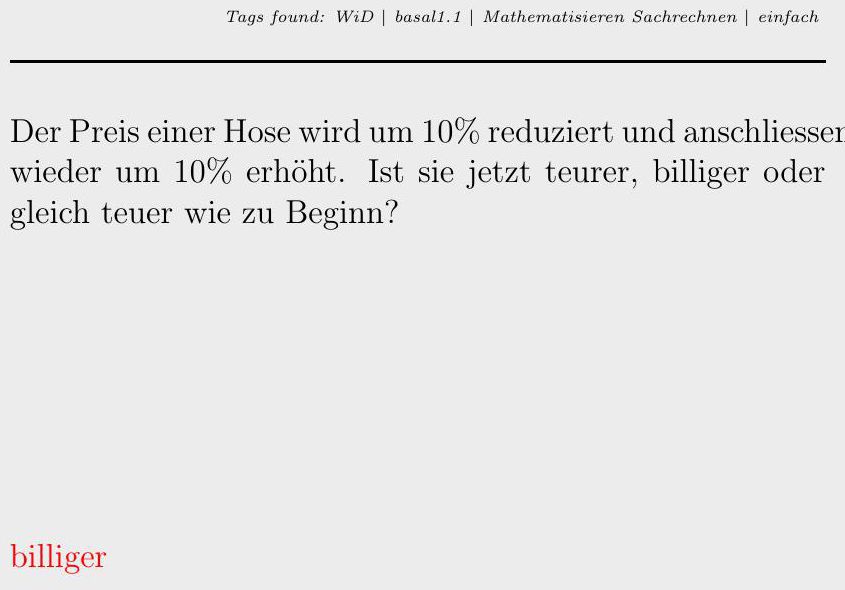 Tags found: WiD | basal1.1 | Mathematisieren Sachrechnen | einfach
Der Preis einer Hose wird um 10% reduziert und anschliessen
wieder um 10% erhöht. Ist sie jetzt teurer, billiger oder
gleich teuer wie zu Beginn?
billiger